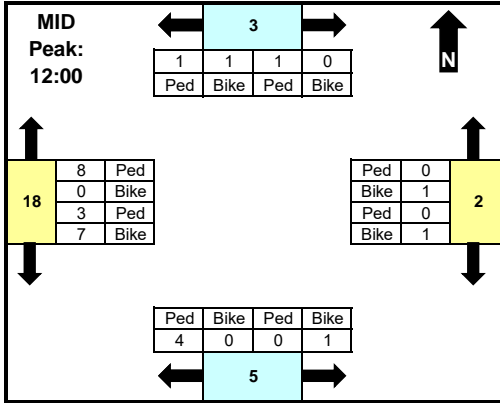 MID
Peak:
12:00
3
N
1 1 1 0
Ped Bike Ped Bike
18
8 Ped
0 Bike
3 Ped
7 Bike
Ped 0
Bike 1
Ped 0
Bike 1
2
Ped Bike Ped Bike
4 0 0 1
5